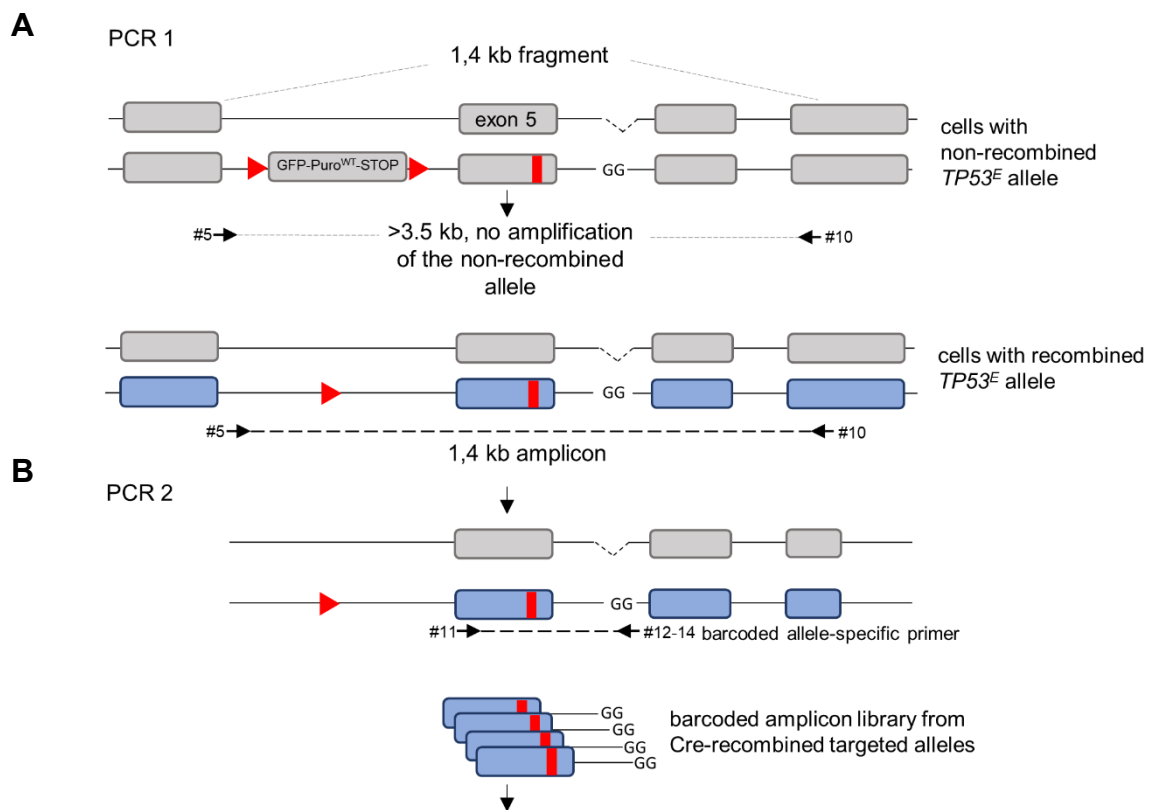 A
PCR 1
1,4 kb fragment
exon 5
cells with
non-recombined
TP53ᴱ allele
GFP-Puroᵂᵀ-STOP
GG
#5
>3.5 kb, no amplification
of the non-recombined
allele
#10
cells with recombined
TP53ᴱ allele
GG
#5
#10
1,4 kb amplicon
B
PCR 2
GG
#11
#12-14 barcoded allele-specific primer
GG
GG
GG
GG
barcoded amplicon library from
Cre-recombined targeted alleles